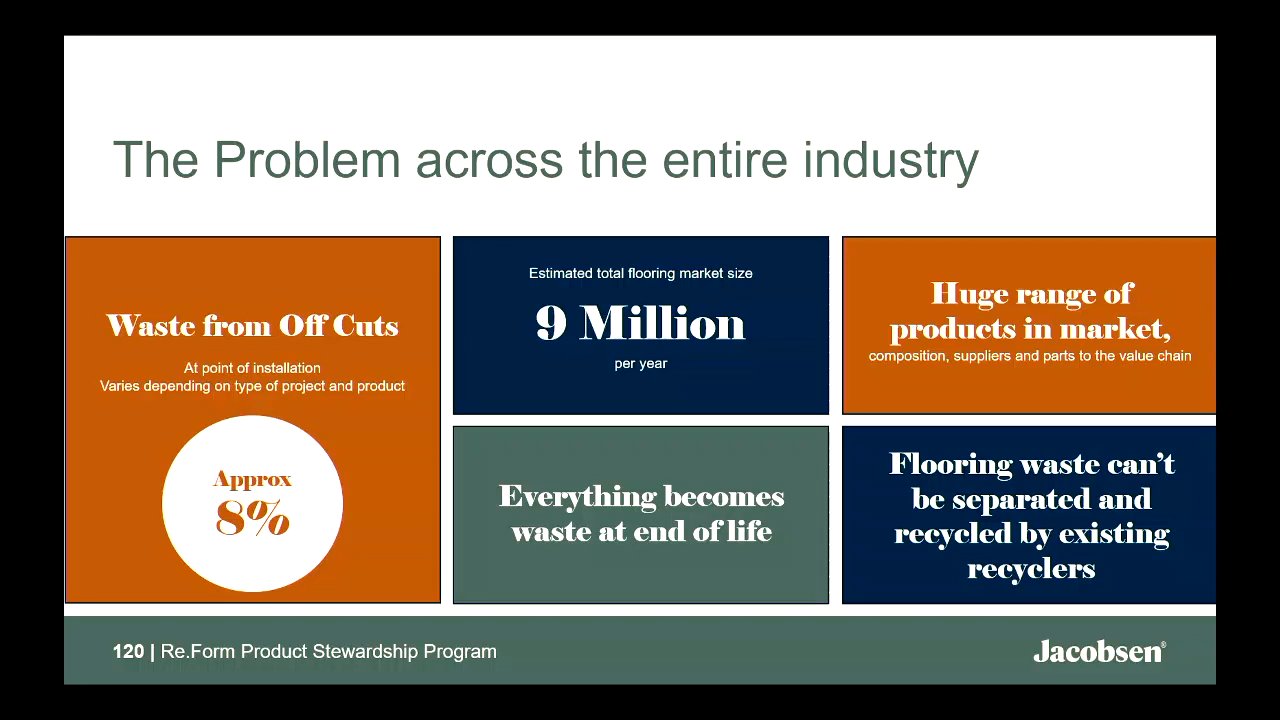 The Problem across the entire industry
Waste from Off Cuts
At point of installation
Varies depending on type of project and product
Approx
8%
Estimated total flooring market size
9 Million
per year
Huge range of
products in market,
composition, suppliers and parts to the value chain
Everything becomes
waste at end of life
Flooring waste can't
be separated and
recycled by existing
recyclers
120 | Re.Form Product Stewardship Program
Jacobsen®